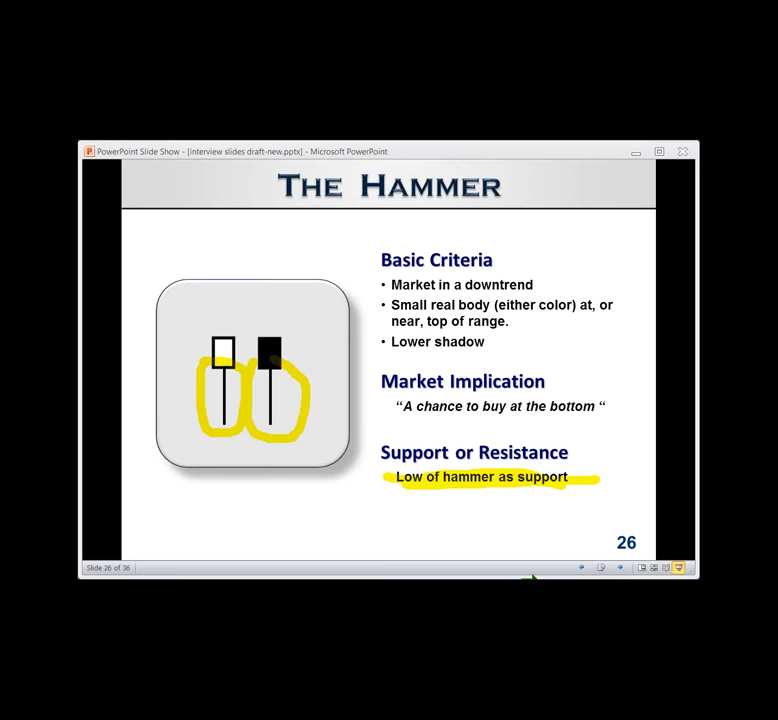 PowerPoint Slide Show - [interview slides draft-new.pptx] - Microsoft PowerPoint
THE HAMMER
Basic Criteria
• Market in a downtrend
• Small real body (either color) at, or
near, top of range.
• Lower shadow
Market Implication
“A chance to buy at the bottom “
Support or Resistance
Low of hammer as support
26
Slide 26 of 36